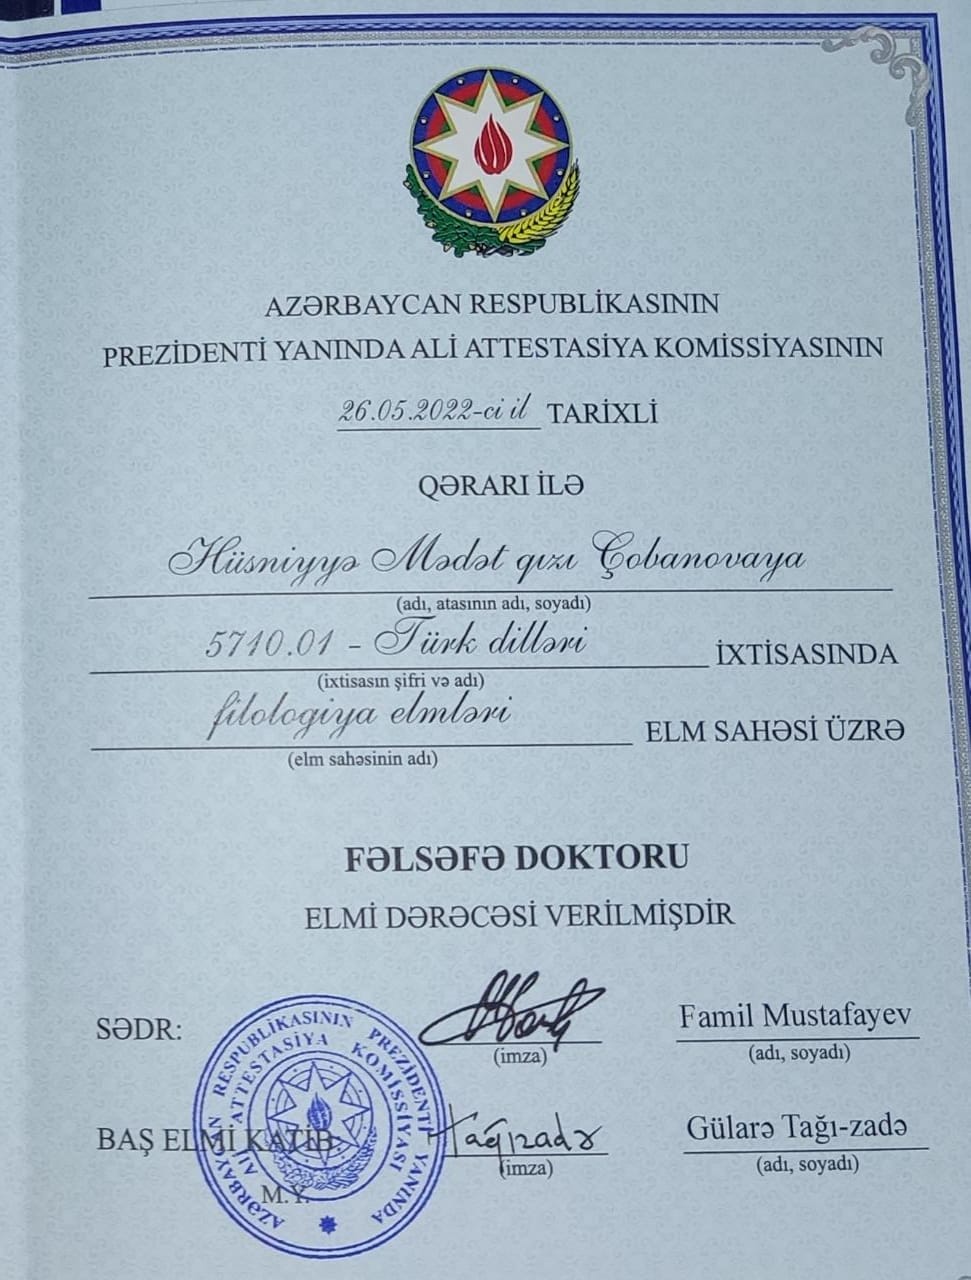 AZƏRBAYCAN RESPUBLİKASININ
PREZİDENTİ YANINDA ALİ ATTESTASİYA KOMİSSİYASININ
26.05.2022-ci il TARİXLİ
QƏRARI İLƏ
Hüsniyyə Mədət qızı Çobanovaya
(adı, atasının adı, soyadı)
5710.01 - Türk dilləri İXTİSASINDA
(ixtisasın şifri və adı)
filologiya elmləri ELM SAHƏSİ ÜZRƏ
(elm sahəsinin adı)
FƏLSƏFƏ DOKTORU
ELMİ DƏRƏCƏSİ VERİLMİŞDİR
SƏDR: Famil Mustafayev
(imza) (adı, soyadı)
BAŞ ELMİ KATİB: Tağızadə Gülarə Tağı-zadə
(imza) (adı, soyadı)
M.Y.
AZƏRBAYCAN RESPUBLİKASININ PREZİDENTİ YANINDA
ALİ ATTESTASİYA KOMİSSİYASI